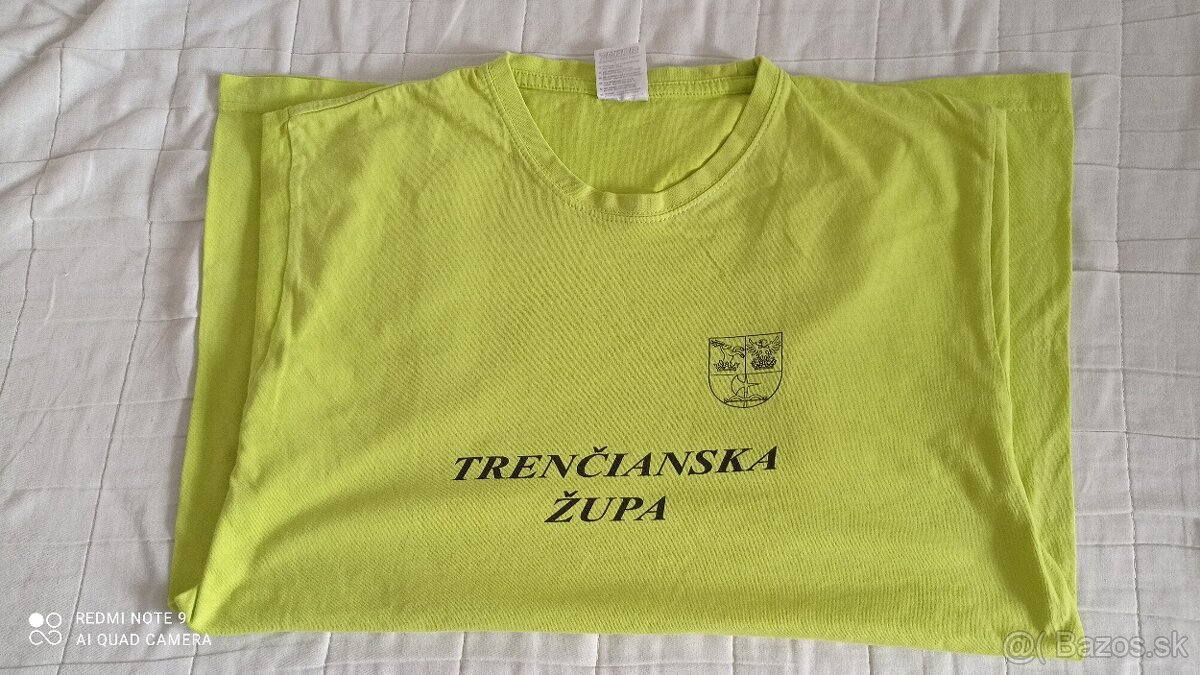 TRENČIANSKA
ŽUPA
REDMI NOTE 9
AI QUAD CAMERA
@( Bazos.sk